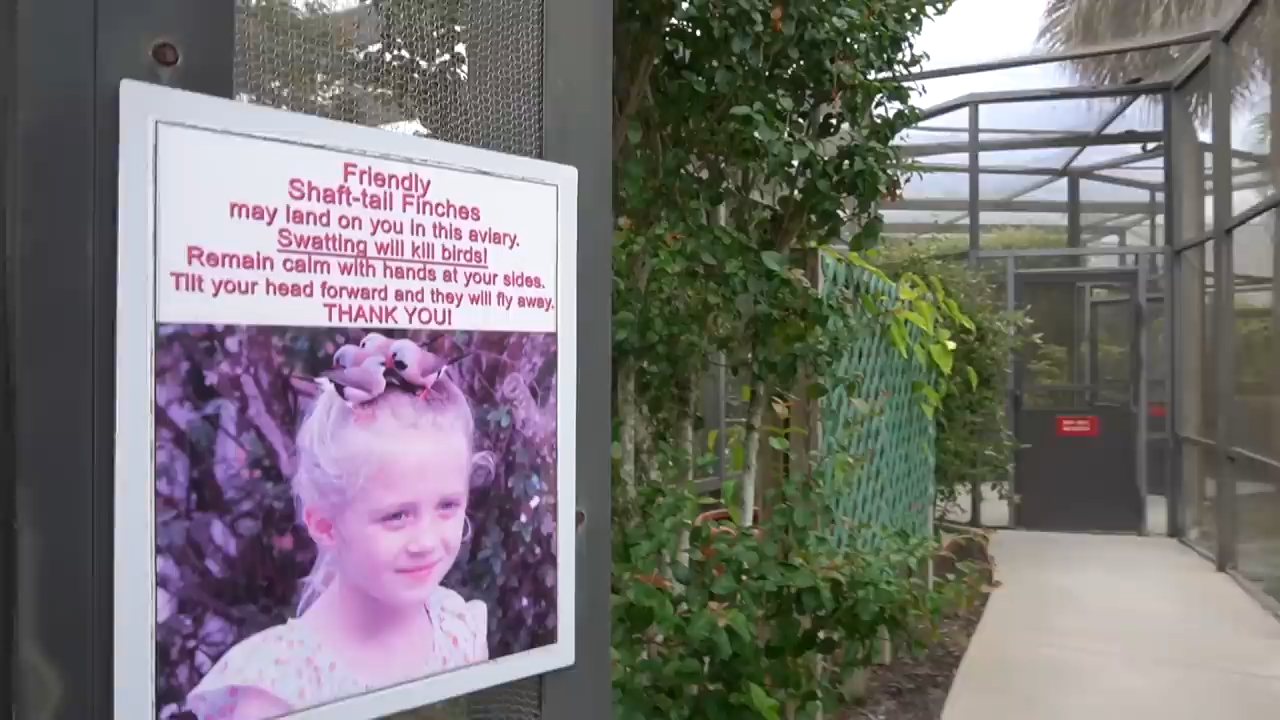 Friendly
Shaft-tail Finches
may land on you in this aviary.
Swatting will kill birds!
Remain calm with hands at your sides.
Tilt your head forward and they will fly away.
THANK YOU!